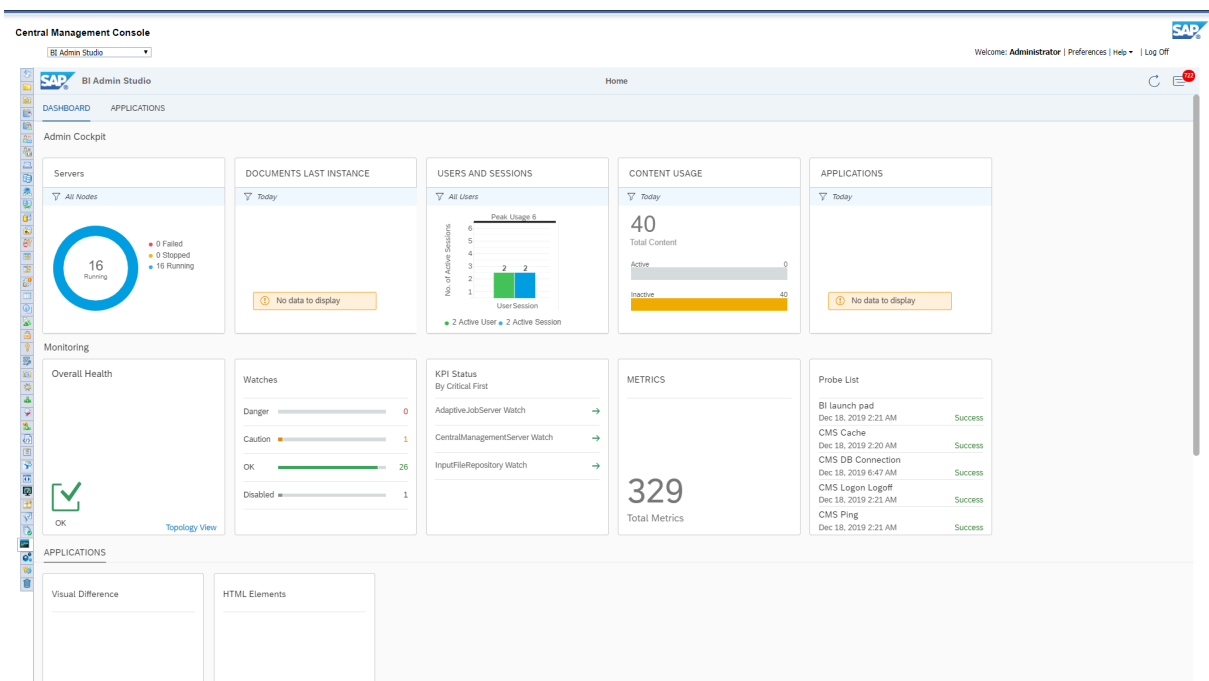 Central Management Console
SAP
BI Admin Studio
Welcome: Administrator | Preferences | Help | Log Off
SAP BI Admin Studio
Home
722
DASHBOARD APPLICATIONS
Admin Cockpit
Servers
All Nodes
16
Running
0 Failed
0 Stopped
16 Running
DOCUMENTS LAST INSTANCE
Today
No data to display
USERS AND SESSIONS
All Users
Peak Usage 6
No. of Active Sessions
6
5
4
3
2
1
2 2
User Session
2 Active User 2 Active Session
CONTENT USAGE
Today
40
Total Content
Active 0
Inactive 40
APPLICATIONS
Today
No data to display
Monitoring
Overall Health
OK
Topology View
Watches
Danger 0
Caution 1
OK 26
Disabled 1
KPI Status
By Critical First
AdaptiveJobServer Watch
CentralManagementServer Watch
InputFileRepository Watch
METRICS
329
Total Metrics
Probe List
BI launch pad
Dec 18, 2019 2:21 AM Success
CMS Cache
Dec 18, 2019 2:20 AM Success
CMS DB Connection
Dec 18, 2019 6:47 AM Success
CMS Logon Logoff
Dec 18, 2019 2:21 AM Success
CMS Ping
Dec 18, 2019 2:21 AM Success
APPLICATIONS
Visual Difference
HTML Elements